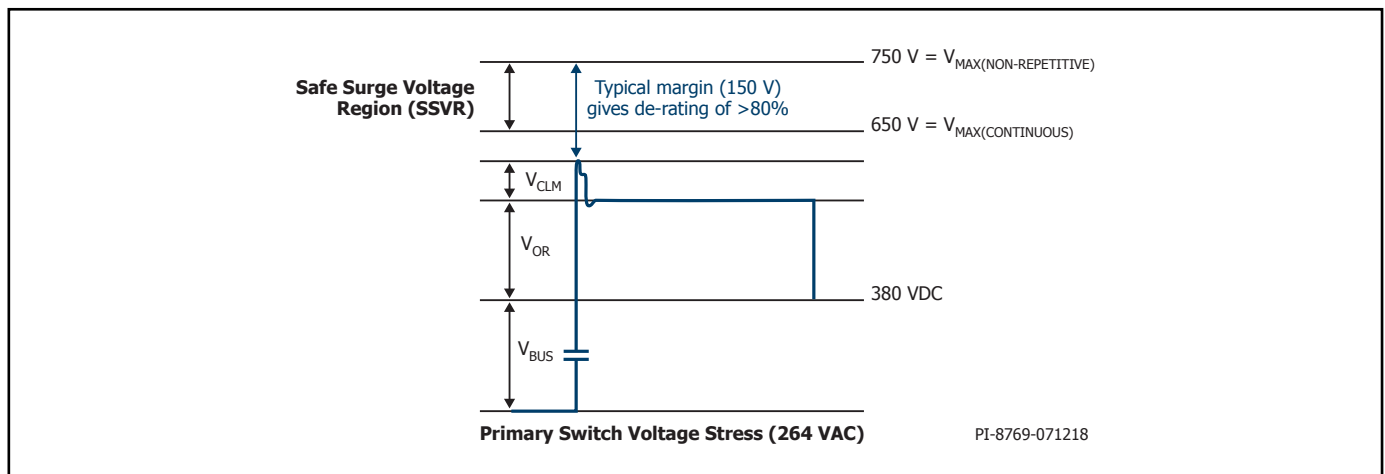 750 V = VMAX(NON-REPETITIVE)
Safe Surge Voltage
Region (SSVR)
Typical margin (150 V)
gives de-rating of >80%
650 V = VMAX(CONTINUOUS)
VCLM
VOR
380 VDC
VBUS
Primary Switch Voltage Stress (264 VAC)
PI-8769-071218